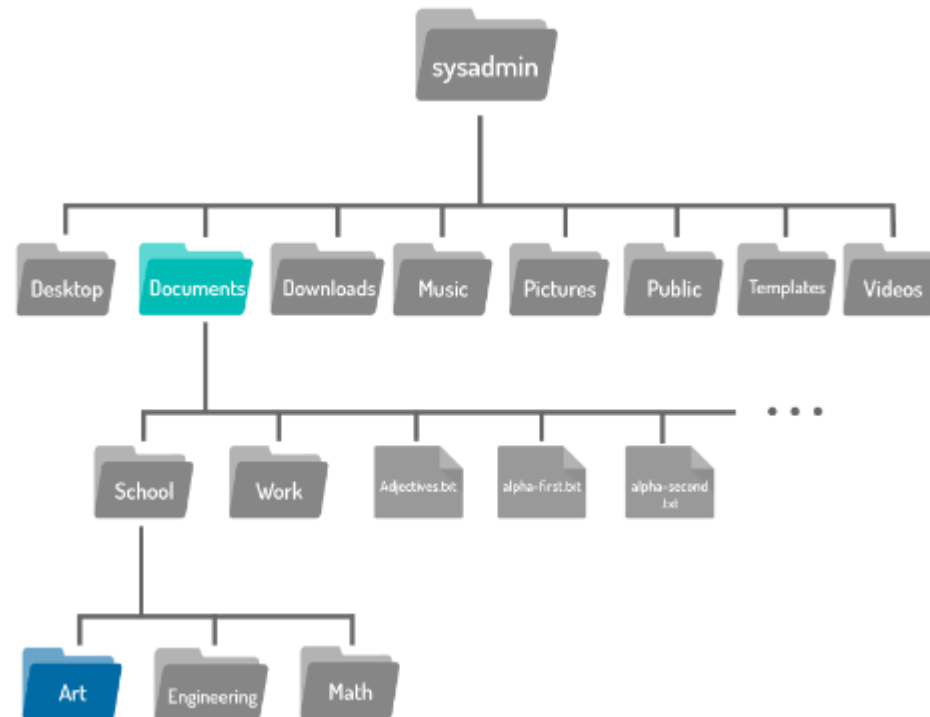 sysadmin
Desktop
Documents
Downloads
Music
Pictures
Public
Templates
Videos
School
Work
Adjectives.txt
alpha-first.txt
alpha-second
.txt
Art
Engineering
Math